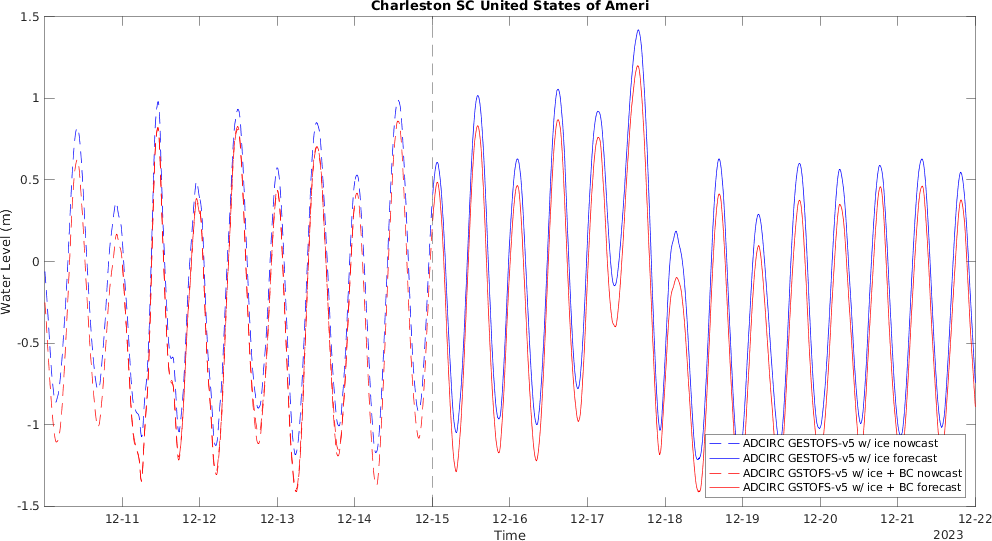 Charleston SC United States of Ameri
Water Level (m)
1.5
1
0.5
0
-0.5
-1
-1.5
ADCIRC GESTOFS-v5 w/ ice nowcast
ADCIRC GESTOFS-v5 w/ ice forecast
ADCIRC GSTOFS-v5 w/ ice + BC nowcast
ADCIRC GSTOFS-v5 w/ ice + BC forecast
12-11 12-12 12-13 12-14 12-15 12-16 12-17 12-18 12-19 12-20 12-21 12-22
Time
2023